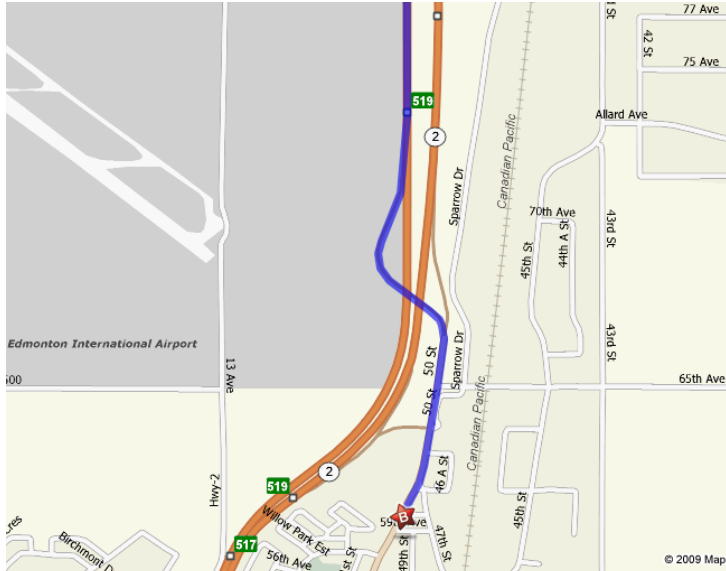 77 Ave
42 St
75 Ave
519
Allard Ave
2
Canadian Pacific
Sparrow Dr
70th Ave
43rd St
45th St
44th A St
Edmonton International Airport
43rd St
13 Ave
50 St
Sparrow Dr
500
65th Ave
50 St
Canadian Pacific
46 A St
2
519
Hwy-2
45th St
Willow Park Est
B
59th Ave
Birchmont D
517
56th Ave
49th St
47th St
© 2009 Map